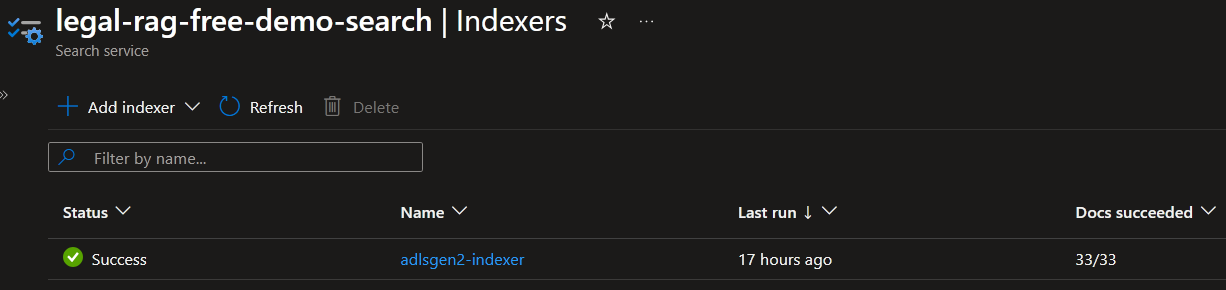 legal-rag-free-demo-search | Indexers
Search service
Add indexer Refresh Delete
Filter by name...
Status Name Last run ↓ Docs succeeded
Success adlsgen2-indexer 17 hours ago 33/33